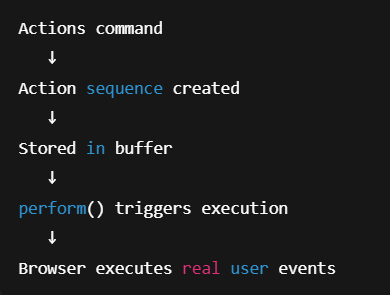 Actions command
↓
Action sequence created
↓
Stored in buffer
↓
perform() triggers execution
↓
Browser executes real user events